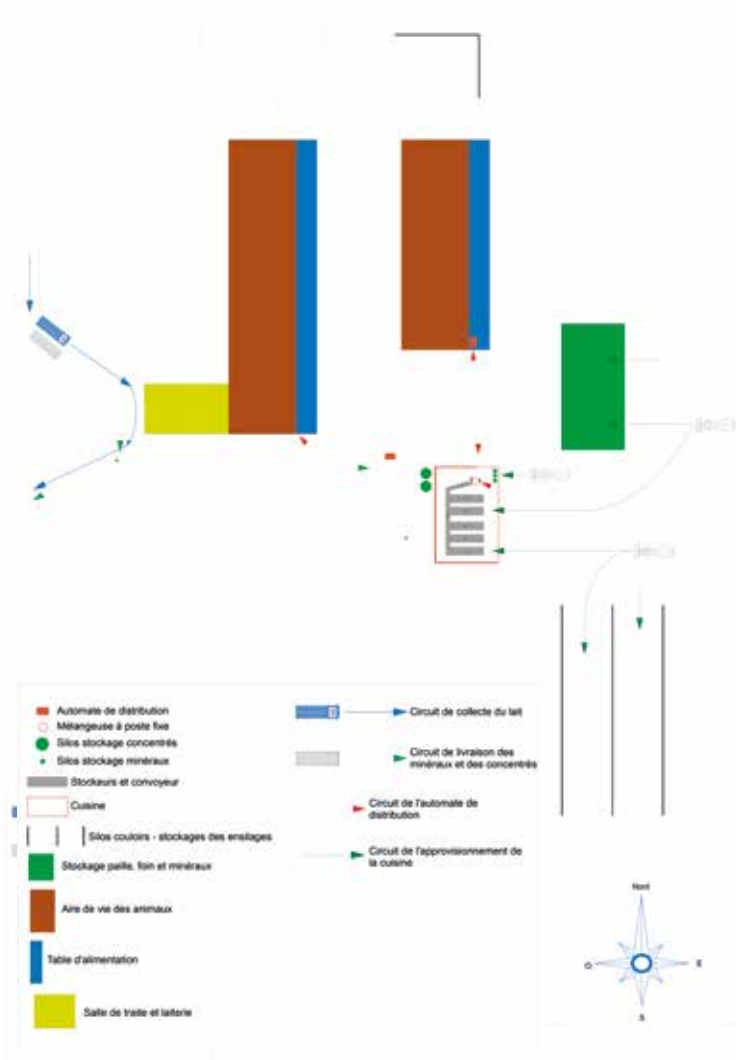 Automate de distribution
Mélangeuse à poste fixe
Silos stockage concentrés
Silos stockage minéraux
Stockeurs et convoyeur
Cuisine
Silos couloirs - stockages des ensilages
Stockage paille, foin et minéraux
Aire de vie des animaux
Table d'alimentation
Salle de traite et laiterie
Circuit de collecte du lait
Circuit de livraison des
minéraux et des concentrés
Circuit de l'automate de
distribution
Circuit de l'approvisionnement de
la cuisine
Nord
O
E
S